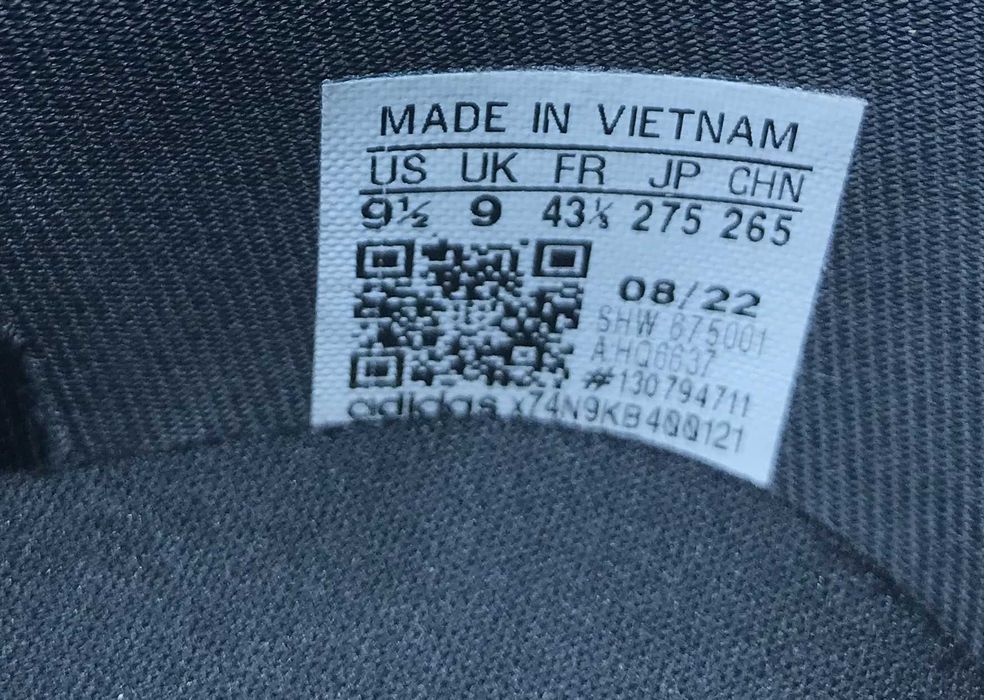 MADE IN VIETNAM
US UK FR JP CHN
9½ 9 43⅓ 275 265
08/22
SHW 675001
A HQ6637
#130794711
adidas X74N9KB4QQ121